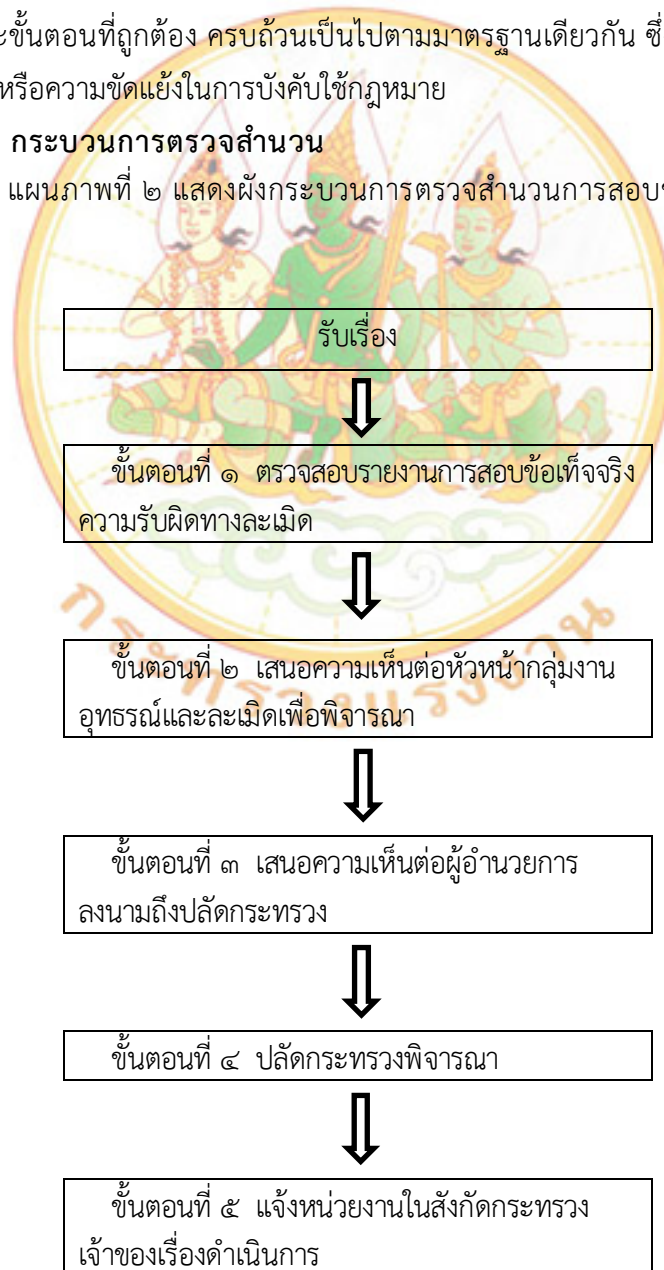 ขั้นตอนที่ถูกต้อง ครบถ้วนเป็นไปตามมาตรฐานเดียวกัน ซึ่
หรือความขัดแย้งในการบังคับใช้กฎหมาย
กระบวนการตรวจสำนวน
แผนภาพที่ ๒ แสดงผังกระบวนการตรวจสำนวนการสอบ
รับเรื่อง
ขั้นตอนที่ ๑ ตรวจสอบรายงานการสอบข้อเท็จจริง
ความรับผิดทางละเมิด
ขั้นตอนที่ ๒ เสนอความเห็นต่อหัวหน้ากลุ่มงาน
อุทธรณ์และละเมิดเพื่อพิจารณา
กระทรวงแรงงาน
ขั้นตอนที่ ๓ เสนอความเห็นต่อผู้อำนวยการ
ลงนามถึงปลัดกระทรวง
ขั้นตอนที่ ๔ ปลัดกระทรวงพิจารณา
ขั้นตอนที่ ๕ แจ้งหน่วยงานในสังกัดกระทรวง
เจ้าของเรื่องดำเนินการ